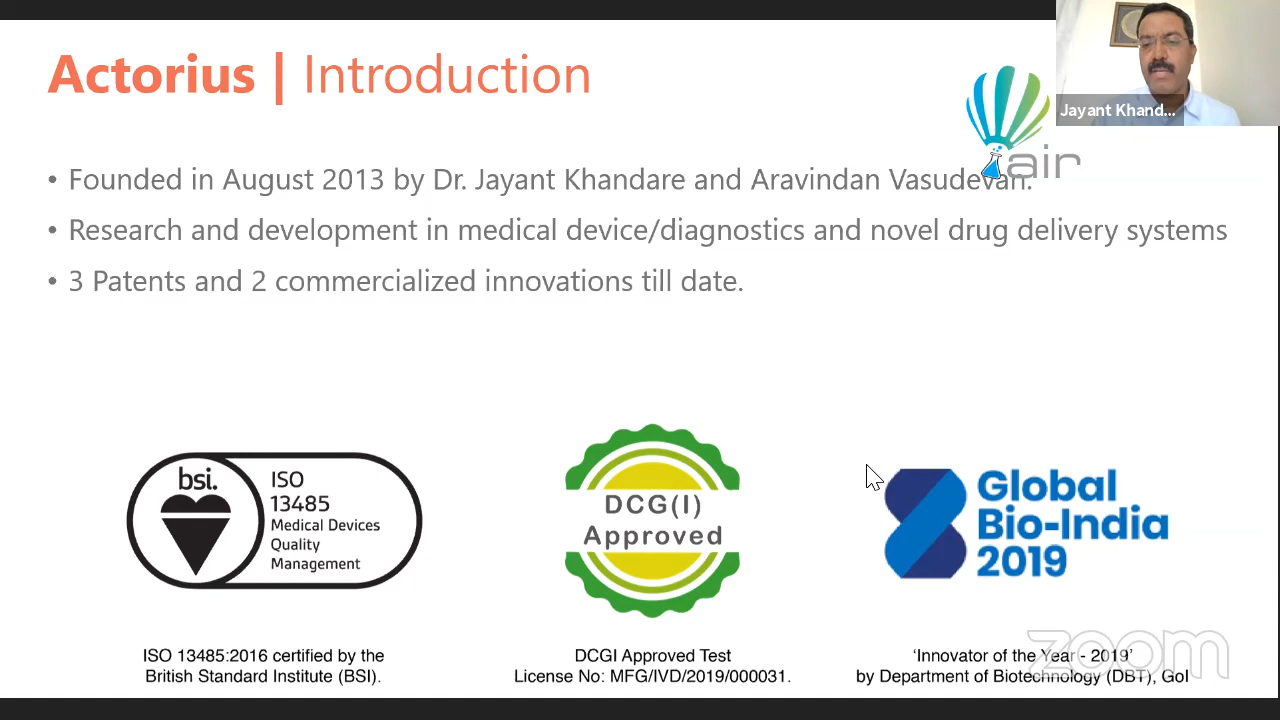 Actorius | Introduction
Jayant Khand...
air
• Founded in August 2013 by Dr. Jayant Khandare and Aravindan Vasudevan.
• Research and development in medical device/diagnostics and novel drug delivery systems
• 3 Patents and 2 commercialized innovations till date.
bsi.
ISO
13485
Medical Devices
Quality
Management
DCG(I)
Approved
Global
Bio-India
2019
ISO 13485:2016 certified by the
British Standard Institute (BSI).
DCGI Approved Test
License No: MFG/IVD/2019/000031.
'Innovator of the Year - 2019'
by Department of Biotechnology (DBT), GoI
zoom